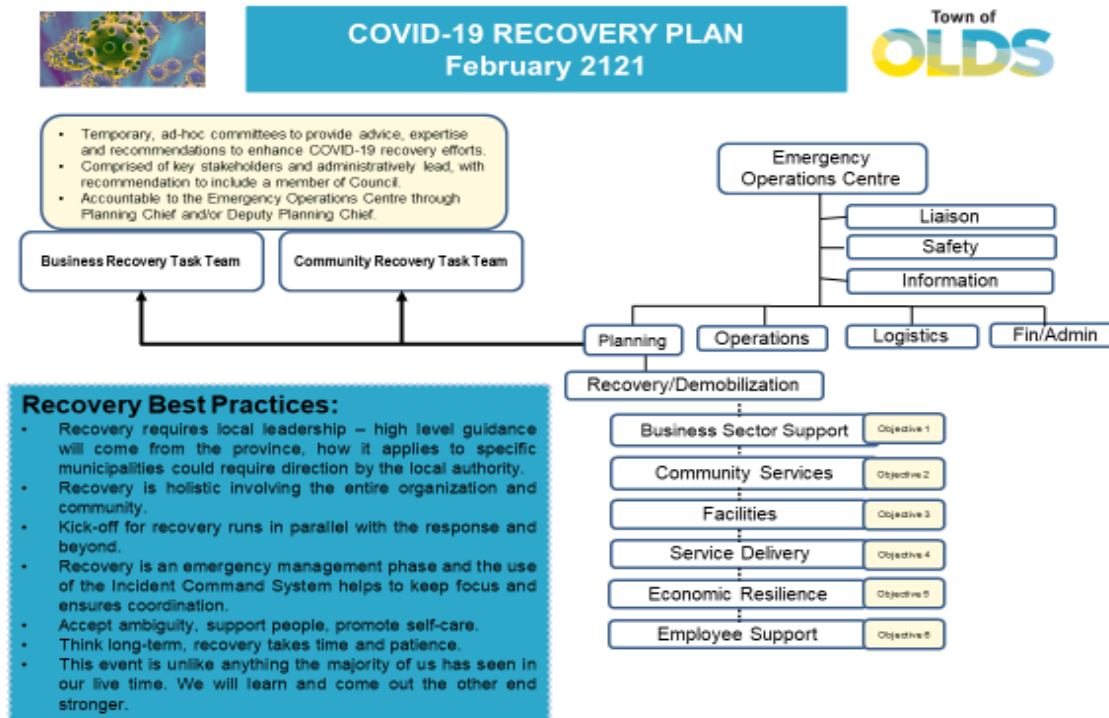 COVID-19 RECOVERY PLAN
February 2121
Town of
OLDS
• Temporary, ad-hoc committees to provide advice, expertise
and recommendations to enhance COVID-19 recovery efforts.
• Comprised of key stakeholders and administratively lead, with
recommendation to include a member of Council.
• Accountable to the Emergency Operations Centre through
Planning Chief and/or Deputy Planning Chief.
Business Recovery Task Team
Community Recovery Task Team
Emergency
Operations Centre
Liaison
Safety
Information
Planning
Operations
Logistics
Fin/Admin
Recovery/Demobilization
Business Sector Support
Objective 1
Community Services
Objective 2
Facilities
Objective 3
Service Delivery
Objective 4
Economic Resilience
Objective 5
Employee Support
Objective 6
Recovery Best Practices:
• Recovery requires local leadership – high level guidance
will come from the province, how it applies to specific
municipalities could require direction by the local authority.
• Recovery is holistic involving the entire organization and
community.
• Kick-off for recovery runs in parallel with the response and
beyond.
• Recovery is an emergency management phase and the use
of the Incident Command System helps to keep focus and
ensures coordination.
• Accept ambiguity, support people, promote self-care.
• Think long-term, recovery takes time and patience.
• This event is unlike anything the majority of us has seen in
our live time. We will learn and come out the other end
stronger.